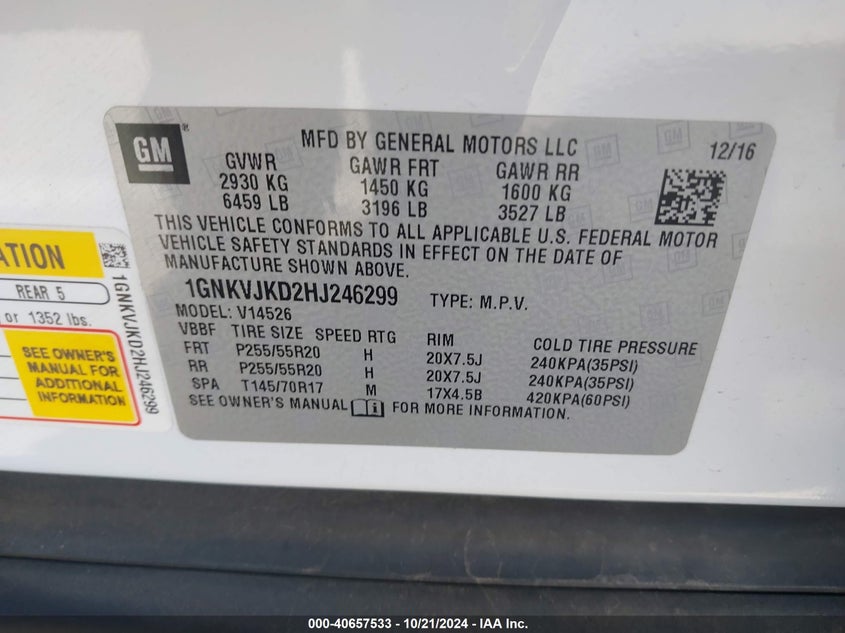 GM
MFD BY GENERAL MOTORS LLC
12/16
GVWR GAWR FRT GAWR RR
2930 KG 1450 KG 1600 KG
6459 LB 3196 LB 3527 LB
THIS VEHICLE CONFORMS TO ALL APPLICABLE U.S. FEDERAL MOTOR
VEHICLE SAFETY STANDARDS IN EFFECT ON THE DATE OF
MANUFACTURE SHOWN ABOVE.
1GNKVJKD2HJ246299 TYPE: M.P.V.
MODEL: V14526
VBBF TIRE SIZE SPEED RTG RIM COLD TIRE PRESSURE
FRT P255/55R20 H 20X7.5J 240KPA(35PSI)
RR P255/55R20 H 20X7.5J 240KPA(35PSI)
SPA T145/70R17 M 17X4.5B 420KPA(60PSI)
SEE OWNER'S MANUAL FOR MORE INFORMATION.
REAR 5
or 1352 lbs.
SEE OWNER'S
MANUAL FOR
ADDITIONAL
INFORMATION
1GNKVJKD2HJ246299
000-40657533 - 10/21/2024 - IAA Inc.